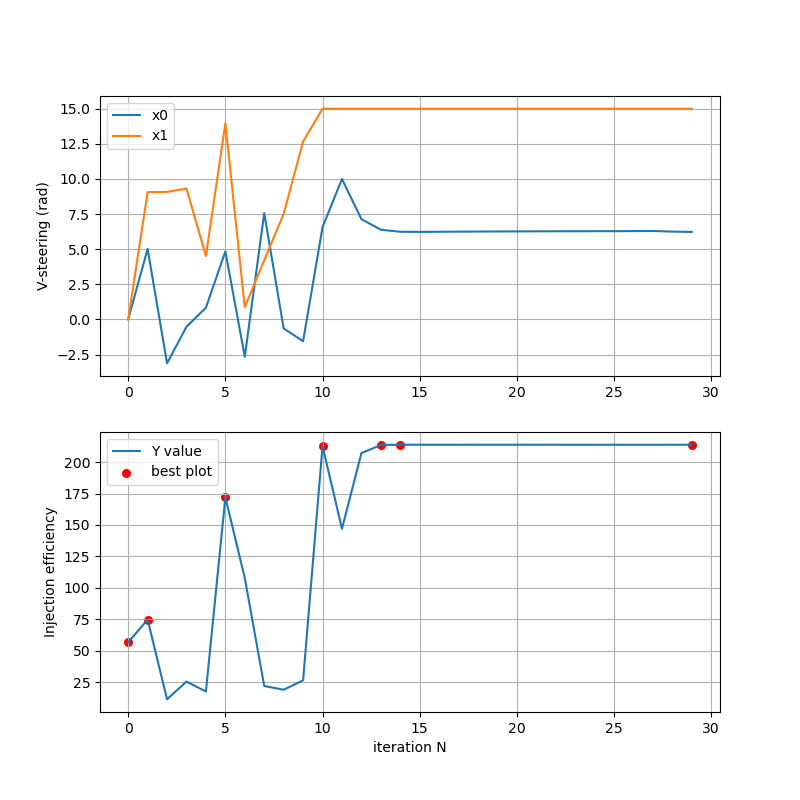 15.0
12.5
10.0
7.5
5.0
2.5
0.0
−2.5
V-steering (rad)
x0
x1
0 5 10 15 20 25 30
200
175
150
125
100
75
50
25
Injection efficiency
Y value
best plot
0 5 10 15 20 25 30
iteration N